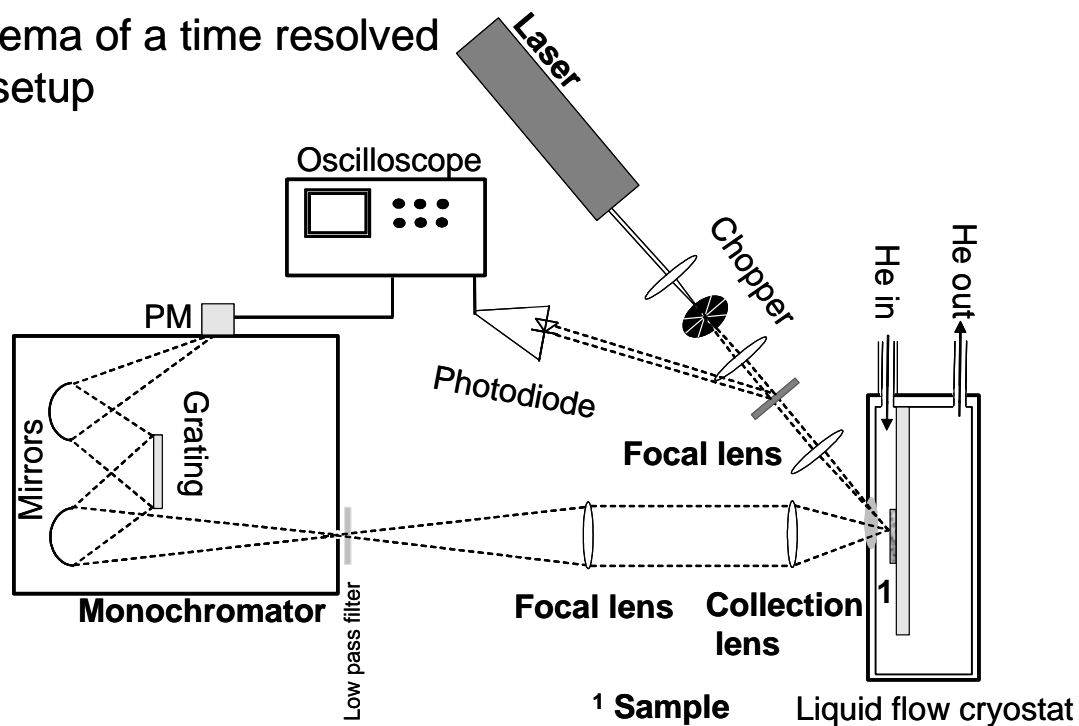 ema of a time resolved
setup
Laser
Oscilloscope
Chopper
He in
He out
PM
Photodiode
Mirrors
Grating
Focal lens
Monochromator
Low pass filter
Focal lens
Collection
lens
1
¹ Sample
Liquid flow cryostat